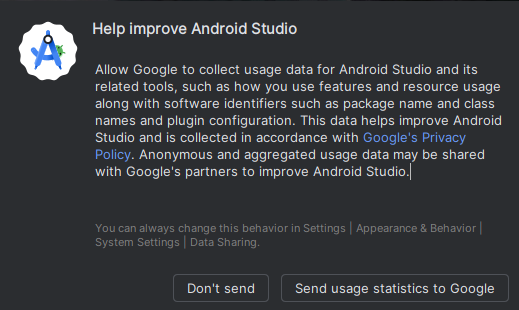 Help improve Android Studio
Allow Google to collect usage data for Android Studio and its
related tools, such as how you use features and resource usage
along with software identifiers such as package name and class
names and plugin configuration. This data helps improve Android
Studio and is collected in accordance with Google's Privacy
Policy. Anonymous and aggregated usage data may be shared
with Google's partners to improve Android Studio.
You can always change this behavior in Settings | Appearance & Behavior |
System Settings | Data Sharing.
Don't send
Send usage statistics to Google